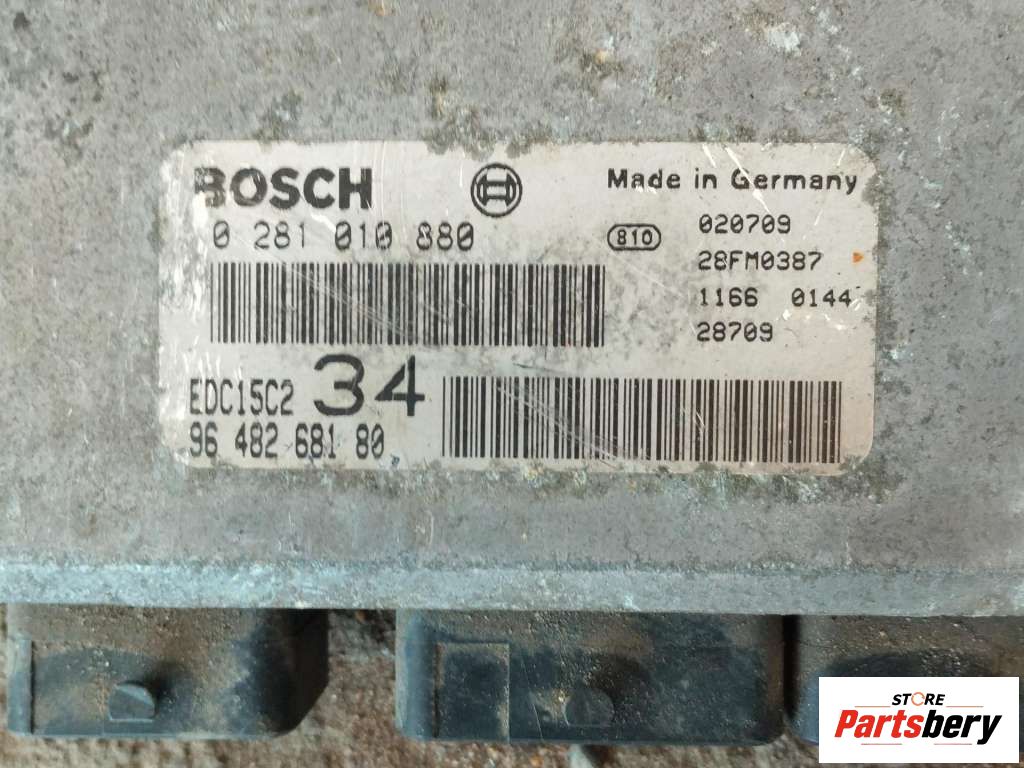 BOSCH
Made in Germany
0 281 010 880
810
020709
28FM0387
1166 0144
28709
EDC15C2 34
96 482 681 80
STORE
Partsbery